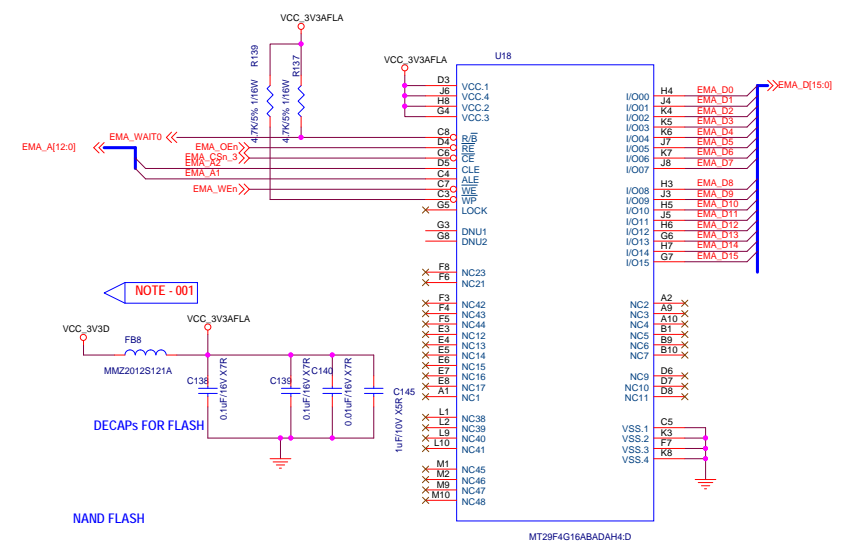 VCC_3V3AFLA
R139
4.7K/5% 1/16W
R137
4.7K/5% 1/16W
VCC_3V3AFLA
U18
D3 VCC.1
J6 VCC.4
H8 VCC.2
G4 VCC.3
EMA_WAIT0 C8 R/B
EMA_OEn D4 RE
EMA_CSn_3 C6 CE
EMA_A[12:0]
EMA_A2 D5 CLE
EMA_A1 C4 ALE
EMA_WEn C7 WE
C3 WP
G5 LOCK
G3 DNU1
G8 DNU2
F8 NC23
F6 NC21
F3 NC42
F4 NC43
F5 NC44
E3 NC12
E4 NC13
E5 NC14
E6 NC15
E7 NC16
E8 NC17
A1 NC1
L1 NC38
L2 NC39
L9 NC40
L10 NC41
M1 NC45
M2 NC46
M9 NC47
M10 NC48
I/O00 H4 EMA_D0
I/O01 J4 EMA_D1
I/O02 K4 EMA_D2
I/O03 K5 EMA_D3
I/O04 K6 EMA_D4
I/O05 J7 EMA_D5
I/O06 K7 EMA_D6
I/O07 J8 EMA_D7
I/O08 H3 EMA_D8
I/O09 J3 EMA_D9
I/O10 H5 EMA_D10
I/O11 J5 EMA_D11
I/O12 H6 EMA_D12
I/O13 G6 EMA_D13
I/O14 H7 EMA_D14
I/O15 G7 EMA_D15
EMA_D[15:0]
NC2 A2
NC3 A9
NC4 A10
NC5 B1
NC6 B9
NC7 B10
NC9 D6
NC10 D7
NC11 D8
VSS.1 C5
VSS.2 K3
VSS.3 F7
VSS.4 K8
MT29F4G16ABADAH4:D
NOTE - 001
VCC_3V3D
FB8
MMZ2012S121A
VCC_3V3AFLA
C138
0.1uF/16V X7R
C139
0.1uF/16V X7R
C140
0.01uF/16V X7R
C145
1uF/10V X5R
DECAPs FOR FLASH
NAND FLASH